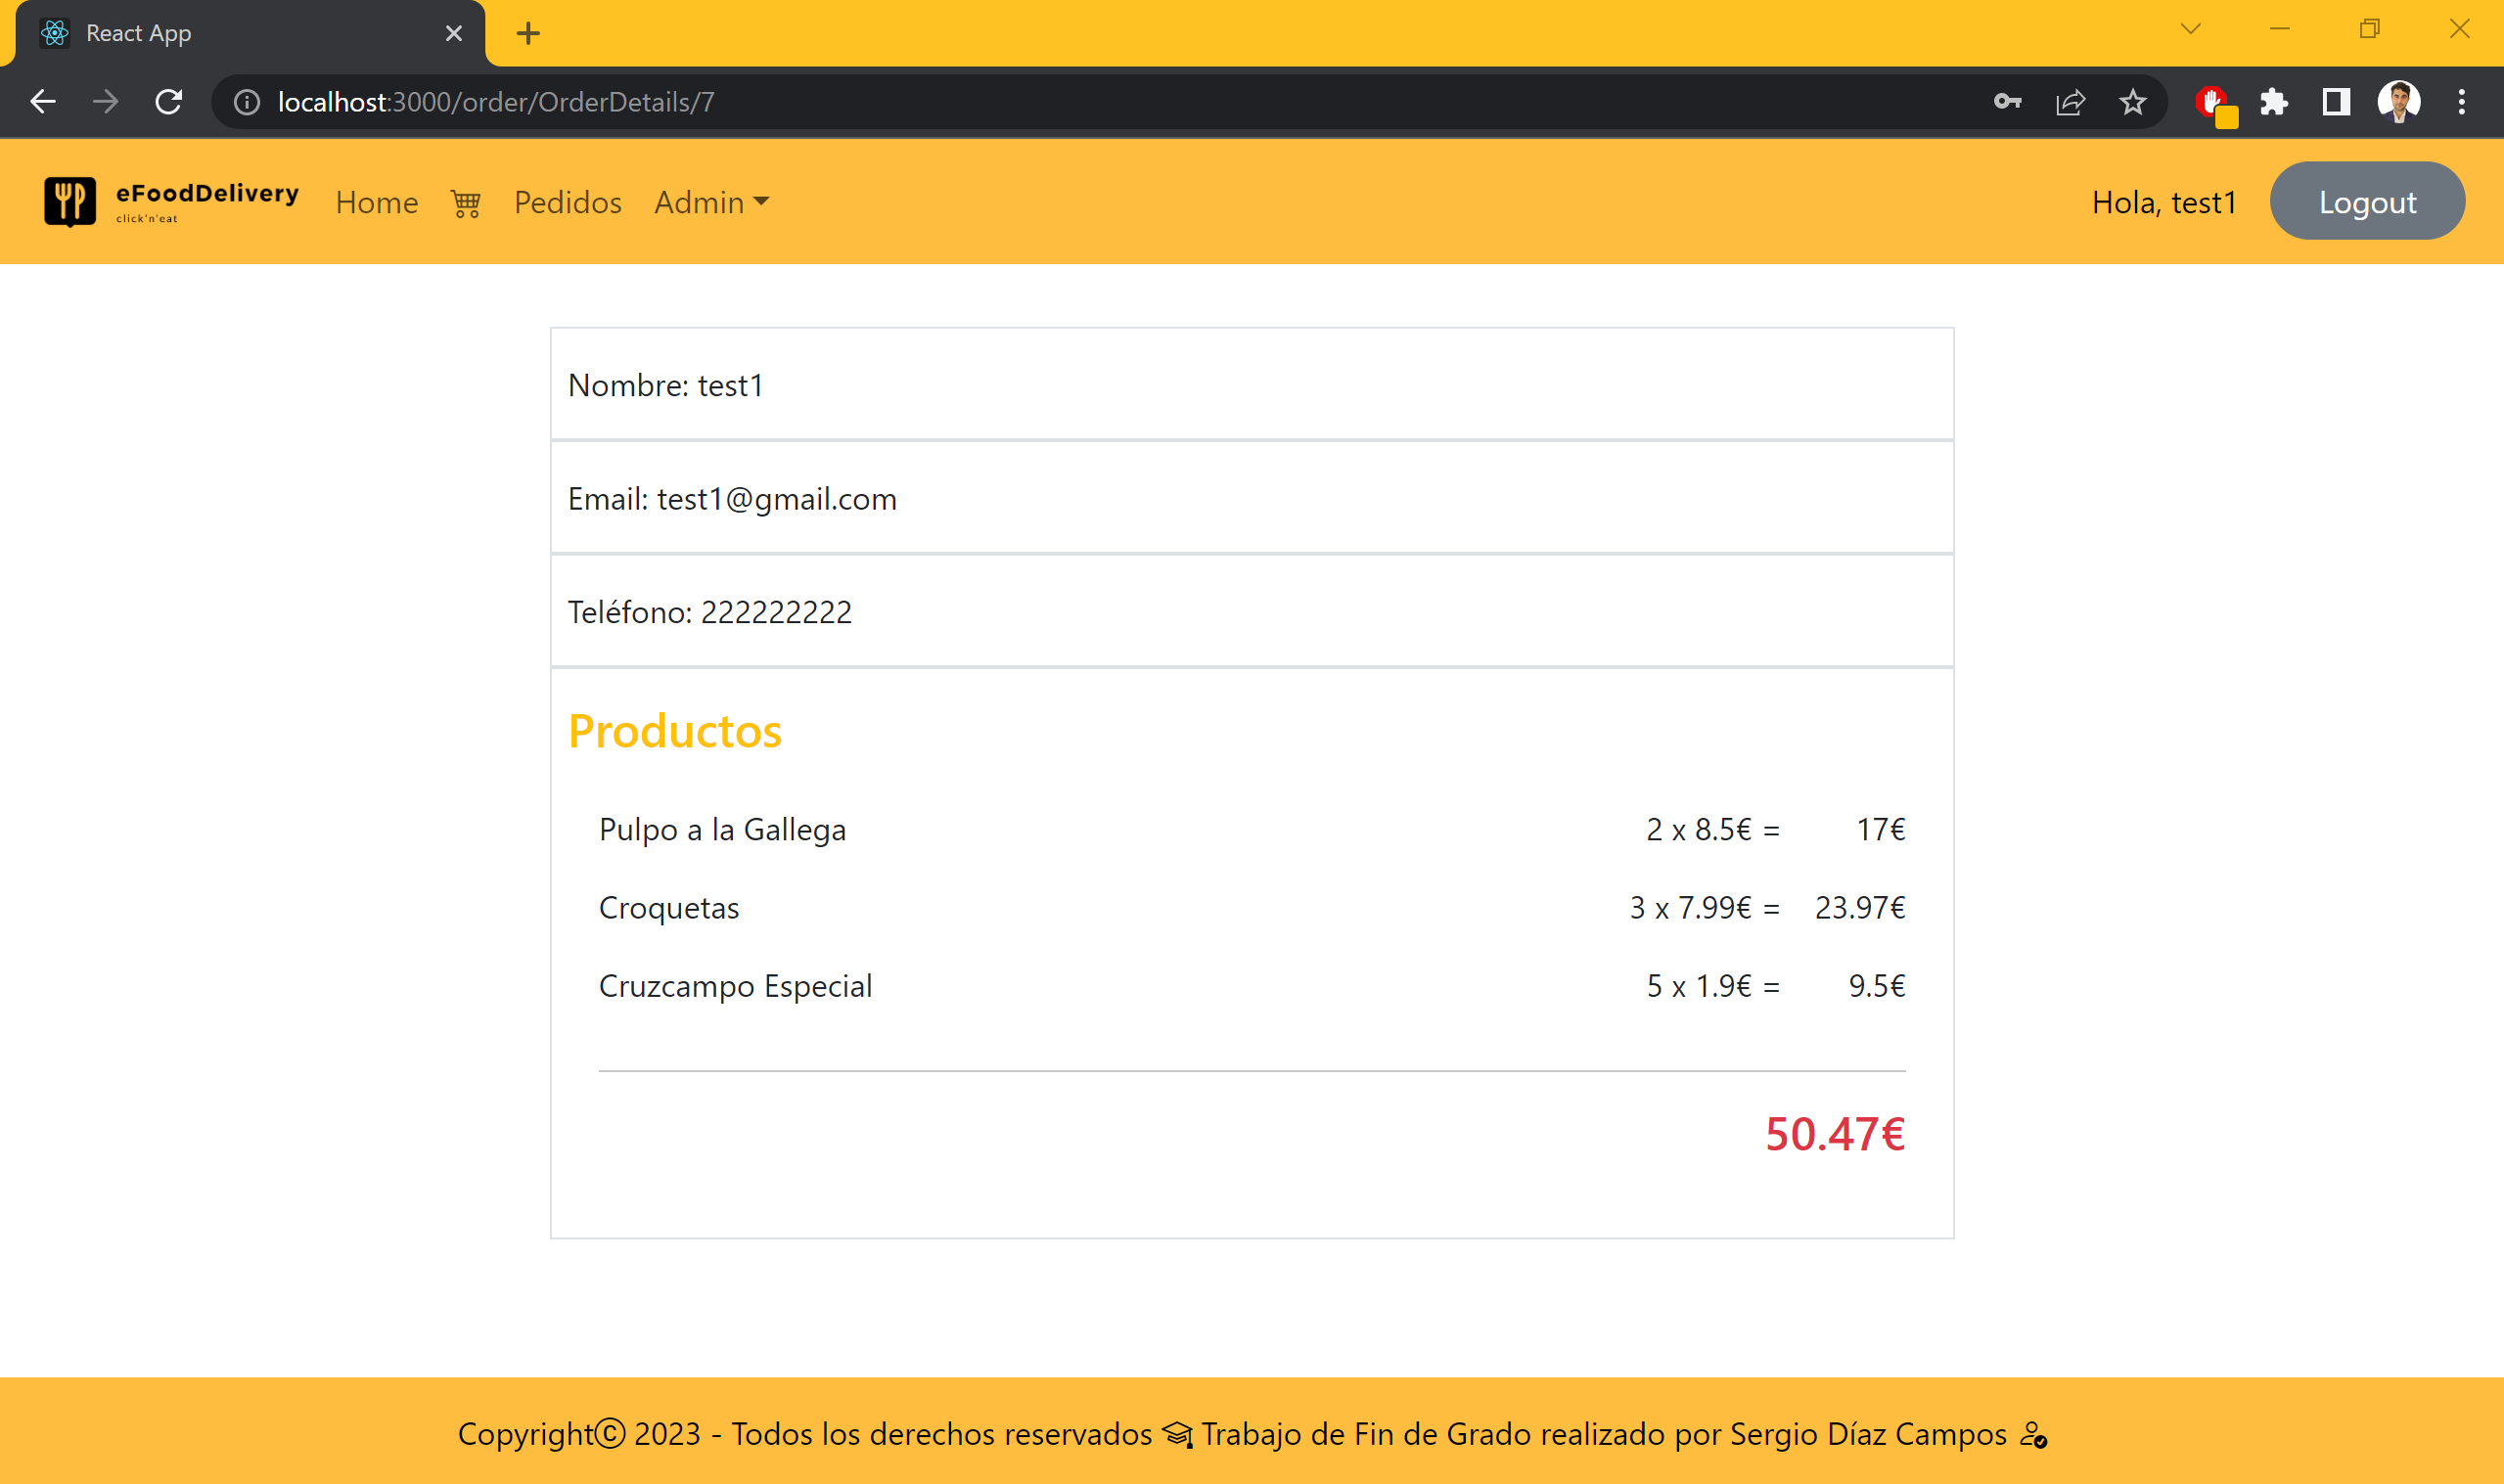 React App
localhost:3000/order/OrderDetails/7
eFoodDelivery
click'n'eat
Home
Pedidos
Admin
Hola, test1
Logout
Nombre: test1
Email: test1@gmail.com
Teléfono: 222222222
Productos
Pulpo a la Gallega 2 x 8.5€ = 17€
Croquetas 3 x 7.99€ = 23.97€
Cruzcampo Especial 5 x 1.9€ = 9.5€
50.47€
Copyright© 2023 - Todos los derechos reservados Trabajo de Fin de Grado realizado por Sergio Díaz Campos